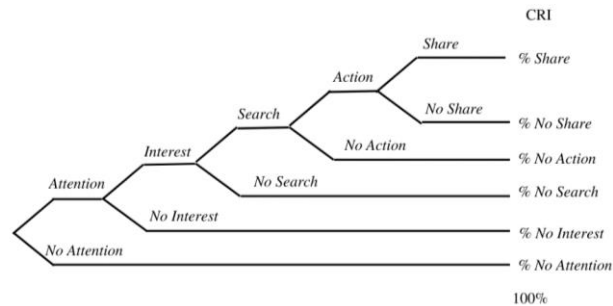 CRI
Share
% Share
Action
No Share
% No Share
Search
No Action
% No Action
Interest
No Search
% No Search
Attention
No Interest
% No Interest
No Attention
% No Attention
100%